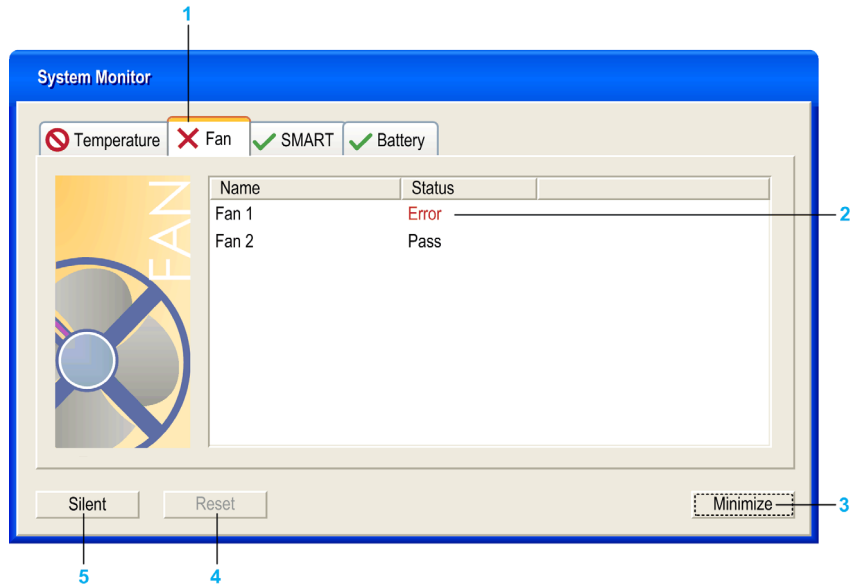 1
System Monitor
Temperature Fan SMART Battery
FAN
Name Status
Fan 1 Error 2
Fan 2 Pass
Silent Reset Minimize 3
5 4